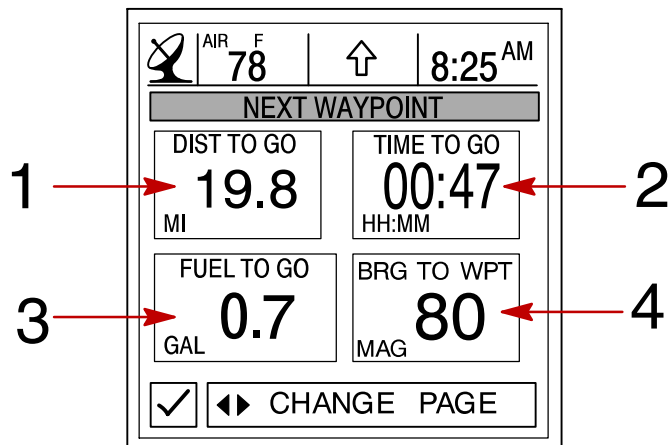 AIR 78 F 8:25 AM
NEXT WAYPOINT
DIST TO GO TIME TO GO
1 19.8 00:47 2
MI HH:MM
FUEL TO GO BRG TO WPT
3 0.7 80 4
GAL MAG
CHANGE PAGE